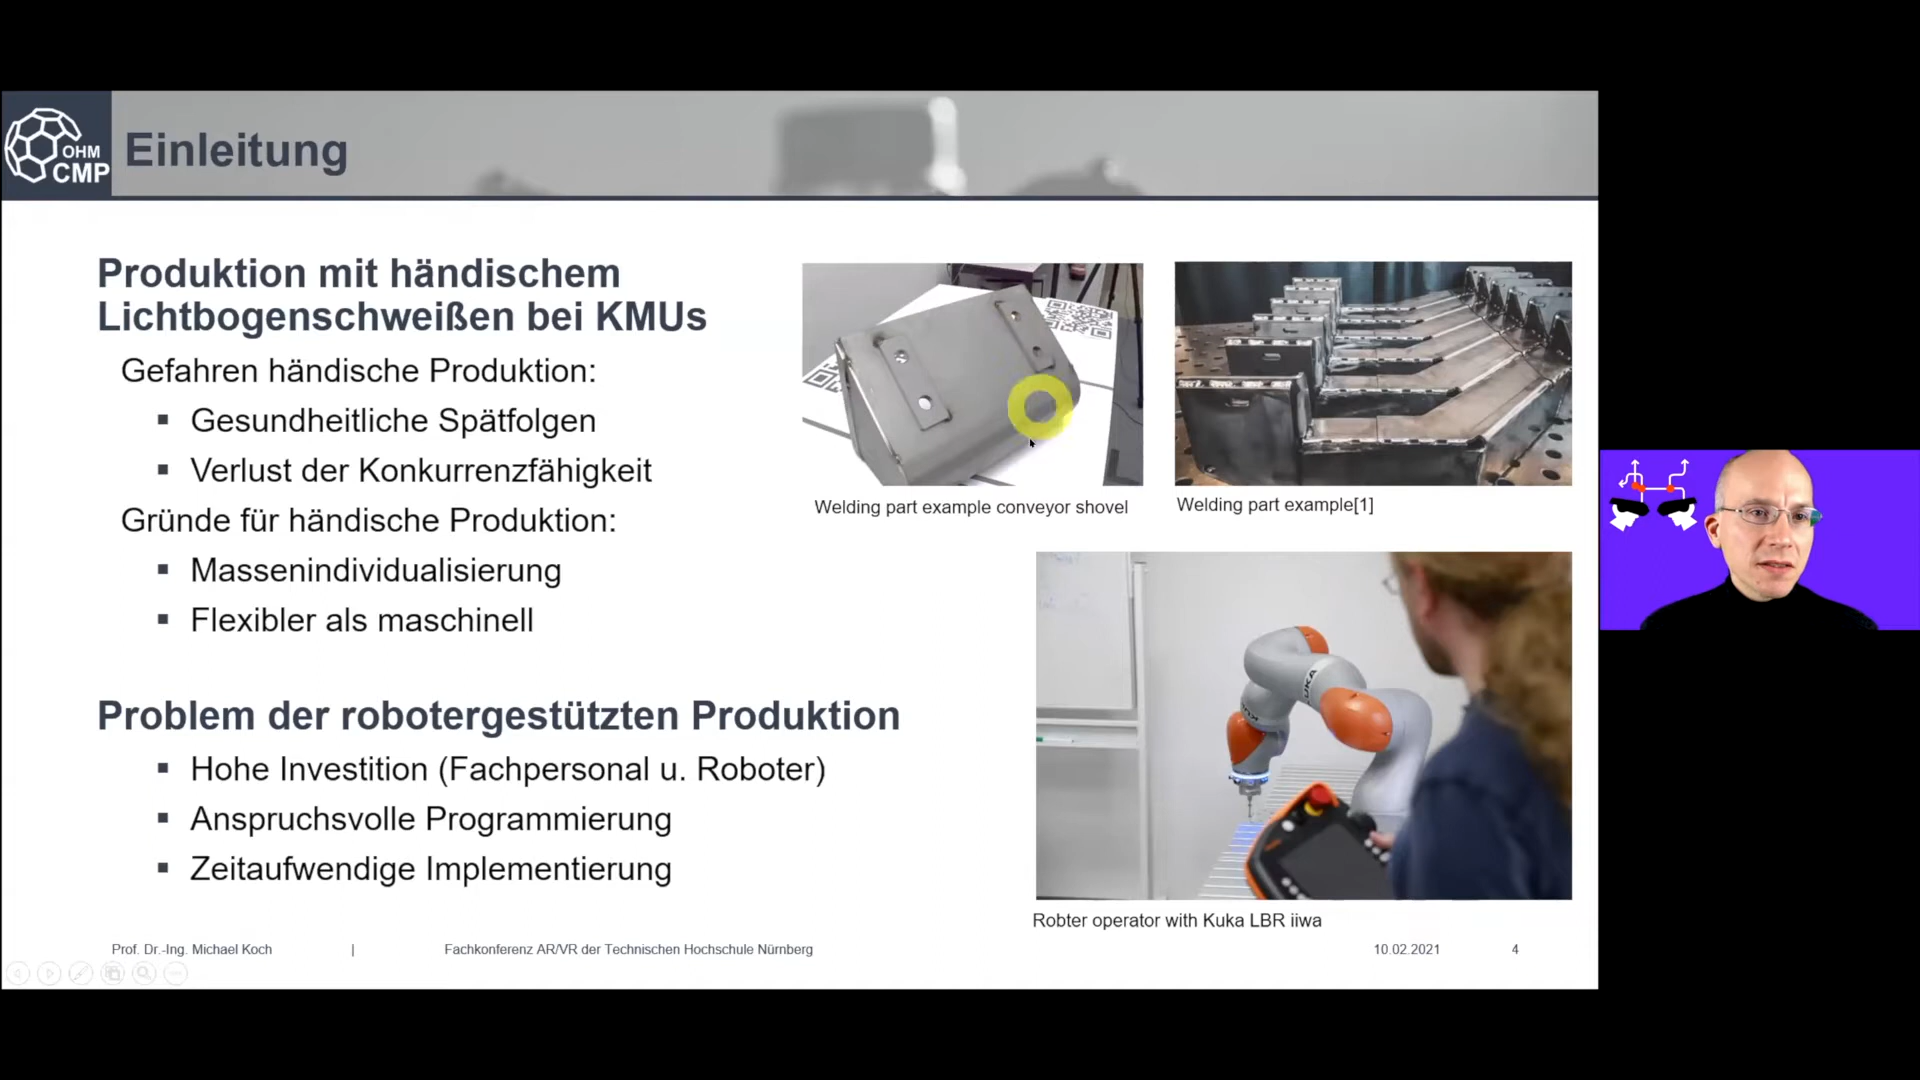 OHM
CMP
Einleitung
Produktion mit händischem
Lichtbogenschweißen bei KMUs
Gefahren händische Produktion:
▪ Gesundheitliche Spätfolgen
▪ Verlust der Konkurrenzfähigkeit
Gründe für händische Produktion:
▪ Massenindividualisierung
▪ Flexibler als maschinell
Problem der robotergestützten Produktion
▪ Hohe Investition (Fachpersonal u. Roboter)
▪ Anspruchsvolle Programmierung
▪ Zeitaufwendige Implementierung
Welding part example conveyor shovel
Welding part example[1]
Robter operator with Kuka LBR iiwa
Prof. Dr.-Ing. Michael Koch | Fachkonferenz AR/VR der Technischen Hochschule Nürnberg 10.02.2021 4